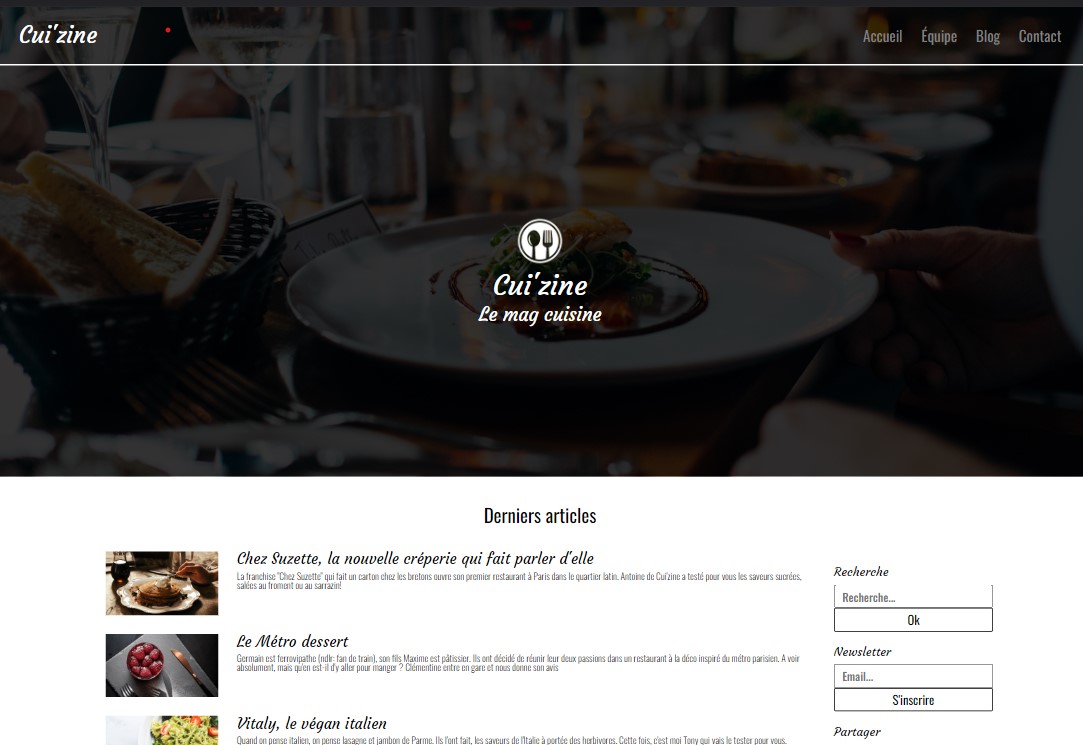 Cui'zine
Accueil Équipe Blog Contact
Cui'zine
Le mag cuisine
Derniers articles
Chez Suzette, la nouvelle créperie qui fait parler d'elle
La franchise "Chez Suzette" qui fait un carton chez les bretons ouvre son premier restaurant à Paris dans le quartier latin. Antoine de Cui'zine a testé pour vous les saveurs sucrées,
salées au froment ou au sarrazin!
Le Métro dessert
Germain est ferrovipathe (ndlr: fan de train), son fils Maxime est pâtissier. Ils ont décidé de réunir leur deux passions dans un restaurant à la déco inspiré du métro parisien. A voir
absolument, mais qu'en est-il d'y aller pour manger ? Clémentine entre en gare et nous donne son avis
Vitaly, le végan italien
Quand on pense italien, on pense lasagne et jambon de Parme. Ils l'ont fait, les saveurs de l'Italie à portée des herbivores. Cette fois, c'est moi Tony qui vais le tester pour vous.
Recherche
Recherche...
Ok
Newsletter
Email...
S'inscrire
Partager